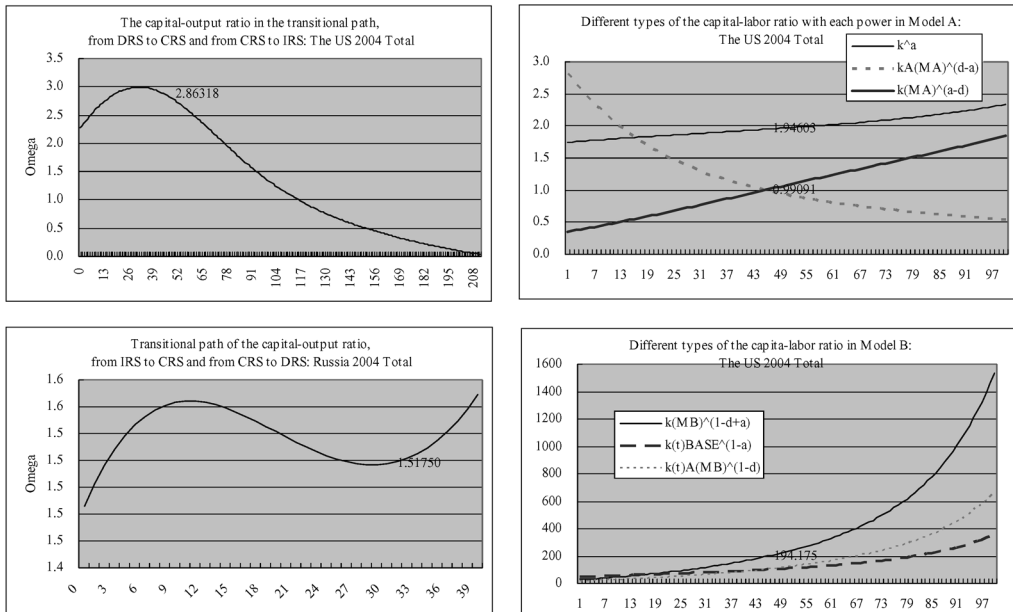 The capital-output ratio in the transitional path,
from DRS to CRS and from CRS to IRS: The US 2004 Total
3.5
3.0
2.5
2.0
1.5
1.0
0.5
0.0
Omega
2.86318
0 13 26 39 52 65 78 91 104 117 130 143 156 169 182 195 208
Different types of the capital-labor ratio with each power in Model A:
The US 2004 Total
k^a
kA(MA)^(d-a)
k(MA)^(a-d)
3.0
2.5
2.0
1.5
1.0
0.5
0.0
1.94603
0.99091
1 7 13 19 25 31 37 43 49 55 61 67 73 79 85 91 97
Transitional path of the capital-output ratio,
from IRS to CRS and from CRS to DRS: Russia 2004 Total
1.6
1.6
1.5
1.5
1.5
1.5
1.5
1.4
Omega
1.51750
0 3 6 9 12 15 18 21 24 27 30 33 36 39
Different types of the capita-labor ratio in Model B:
The US 2004 Total
1600
1400
1200
1000
800
600
400
200
0
k(MB)^(1-d+a)
k(t)BASE^(1-a)
k(t)A(MB)^(1-d)
194.175
1 7 13 19 25 31 37 43 49 55 61 67 73 79 85 91 97